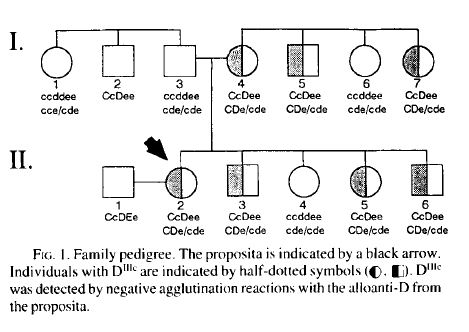 I.
1 2 3 4 5 6 7
ccddee CcDee ccddee CcDee CcDee ccddee CcDee
cce/cde cde/cde CDe/cde CDe/cde cde/cde CDe/cde
II.
1 2 3 4 5 6
CcDEe CcDee CcDee ccddee CcDee CcDee
CDe/cde CDe/cde cde/cde CDe/cde CDe/cde
FIG. 1. Family pedigree. The proposita is indicated by a black arrow.
Individuals with Dᴵᴵᴵᶜ are indicated by half-dotted symbols (◐, ◧). Dᴵᴵᴵᶜ
was detected by negative agglutination reactions with the alloanti-D from
the proposita.